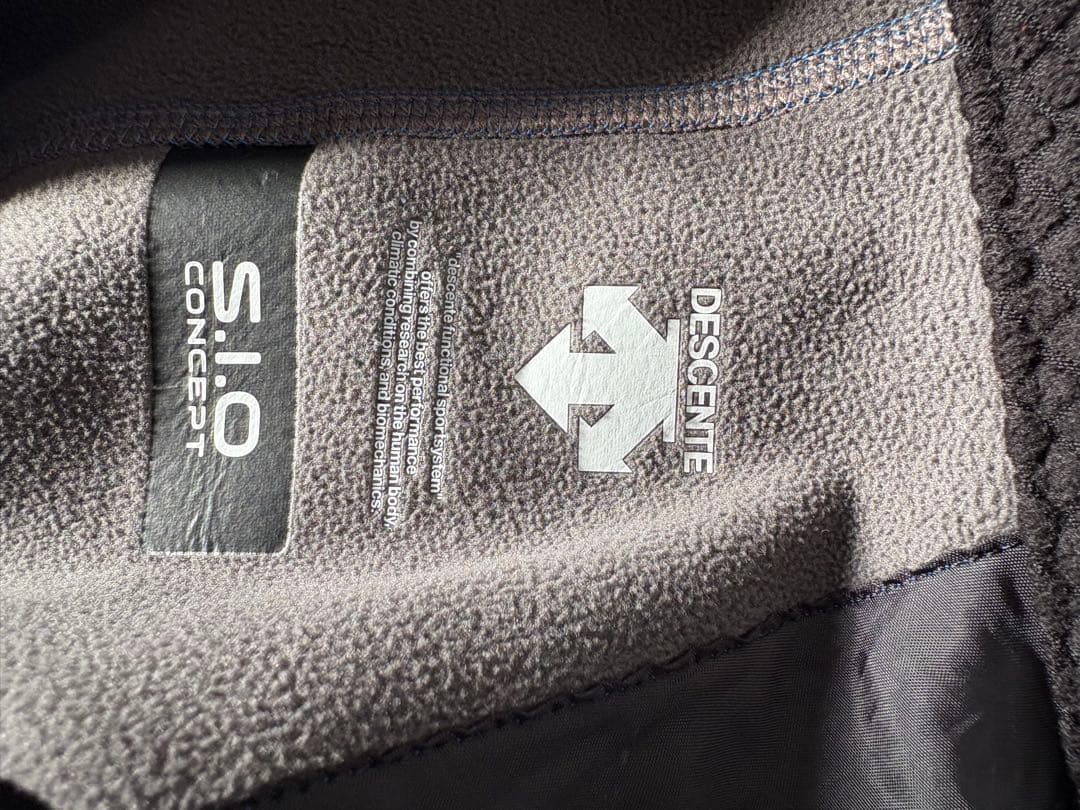 DESCENTE
"descente functional sportsystem"
offers the best performance
by combining research on the human body,
climatic conditions and biomechanics.
S.I.O
CONCEPT